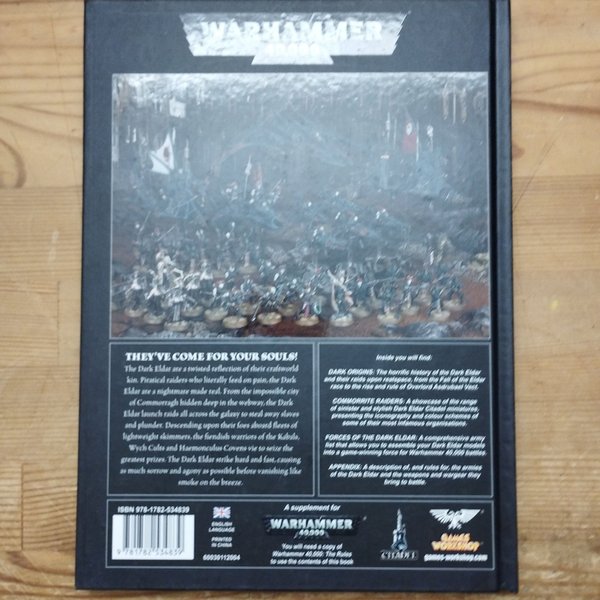 WARHAMMER
40,000
THEY'VE COME FOR YOUR SOULS!
The Dark Eldar are a twisted reflection of their craftworld
kin. Piratical raiders who literally feed on pain, the Dark
Eldar are a nightmare made real. From the impossible
city of Commorragh hidden deep in the webway, the Dark
Eldar launch raids all across the galaxy to steal away slaves
and plunder. Descending upon their foes aboard fleets of
lightweight skimmers, the fiendish warriors of the Kabals,
Wych Cults and Haemonculus Covens vie to seize the
greatest prizes. The Dark Eldar strike hard and fast, causing
as much sorrow and agony as possible before vanishing like
smoke on the breeze.
Inside you will find:
DARK ORIGINS: The horrific history of the Dark Eldar
and their raids upon realspace, from the Fall of the Eldar
race to the rise and rule of Overlord Asdrubael Vect.
COMMORRITE RAIDERS: A showcase of the range
of sinister and stylish Dark Eldar Citadel miniatures,
presenting the iconography and colour schemes of
some of their most infamous organisations.
FORCES OF THE DARK ELDAR: A comprehensive army
list that allows you to assemble your Dark Eldar models
into a game-winning force for Warhammer 40,000 battles.
APPENDIX: A description of, and rules for, the armies
of the Dark Eldar and the weapons and wargear they
bring to battle.
ISBN 978-1-782-534839
9 781782 534839
ENGLISH
LANGUAGE
PRINTED
IN CHINA
60030112004
A supplement for
WARHAMMER
40,000
You will need a copy of
Warhammer 40,000: The Rules
to use the contents of this book
CITADEL
GAMES
WORKSHOP
games-workshop.com